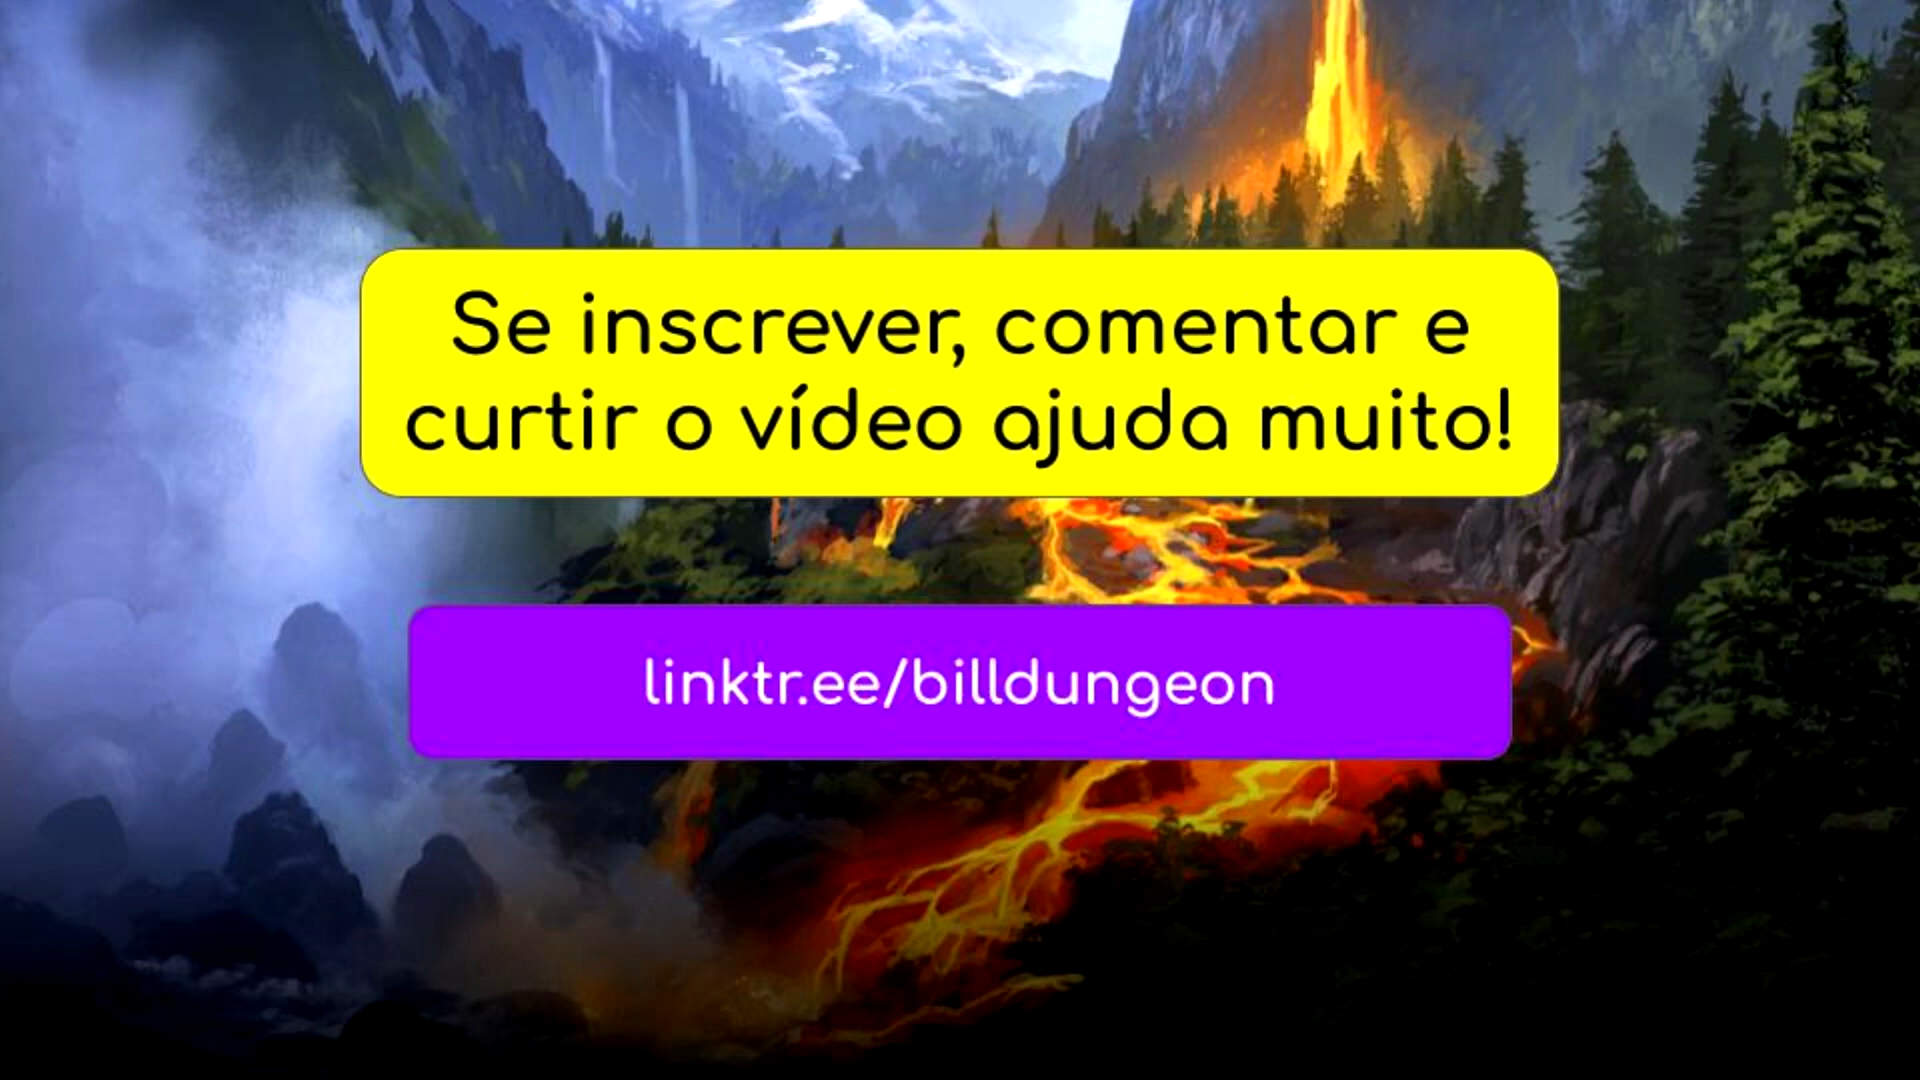 Se inscrever, comentar e
curtir o vídeo ajuda muito!
linktr.ee/billdungeon